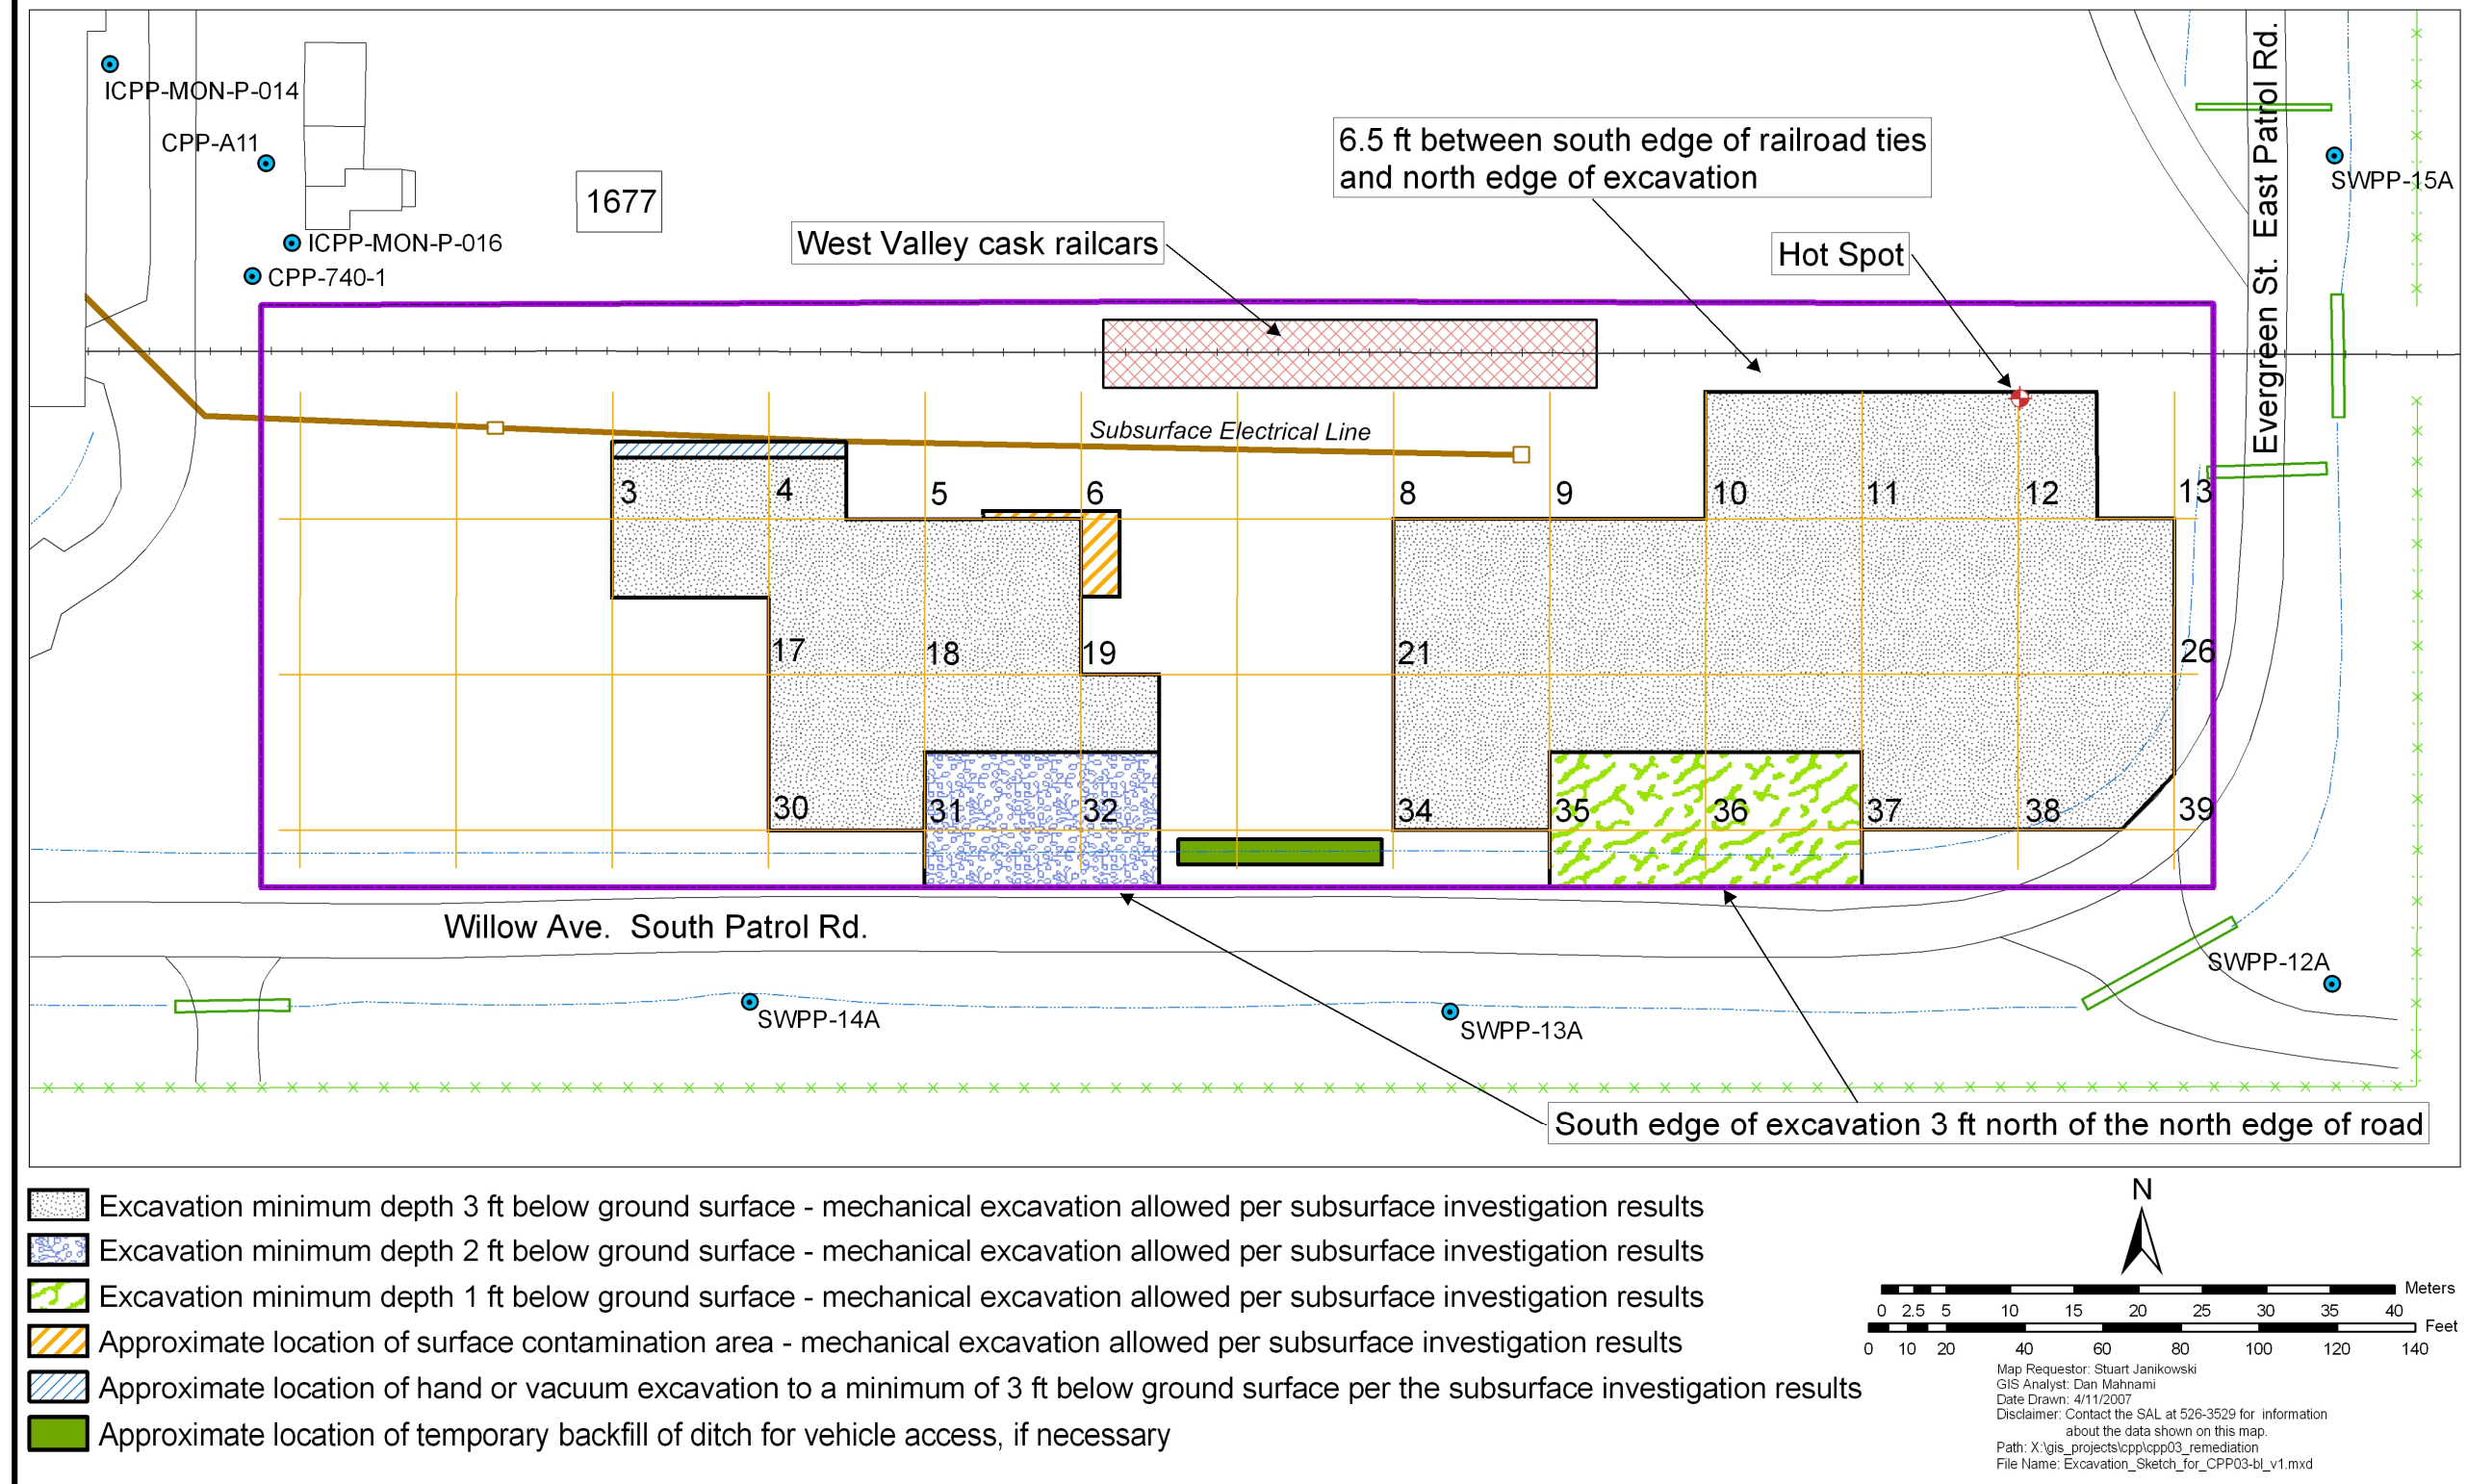 ICPP-MON-P-014
CPP-A11
ICPP-MON-P-016
CPP-740-1
1677
West Valley cask railcars
6.5 ft between south edge of railroad ties
and north edge of excavation
Hot Spot
Evergreen St. East Patrol Rd.
SWPP-15A
Subsurface Electrical Line
3
4
5
6
8
9
10
11
12
13
17
18
19
21
26
30
31
32
34
35
36
37
38
39
Willow Ave. South Patrol Rd.
SWPP-14A
SWPP-13A
SWPP-12A
South edge of excavation 3 ft north of the north edge of road
Excavation minimum depth 3 ft below ground surface - mechanical excavation allowed per subsurface investigation results
Excavation minimum depth 2 ft below ground surface - mechanical excavation allowed per subsurface investigation results
Excavation minimum depth 1 ft below ground surface - mechanical excavation allowed per subsurface investigation results
Approximate location of surface contamination area - mechanical excavation allowed per subsurface investigation results
Approximate location of hand or vacuum excavation to a minimum of 3 ft below ground surface per the subsurface investigation results
Approximate location of temporary backfill of ditch for vehicle access, if necessary
N
Meters
0 2.5 5 10 15 20 25 30 35 40
Feet
0 10 20 40 60 80 100 120 140
Map Requestor: Stuart Janikowski
GIS Analyst: Dan Mahnami
Date Drawn: 4/11/2007
Disclaimer: Contact the SAL at 526-3529 for information
about the data shown on this map.
Path: X:\gis_projects\cpp\cpp03_remediation
File Name: Excavation_Sketch_for_CPP03-bl_v1.mxd